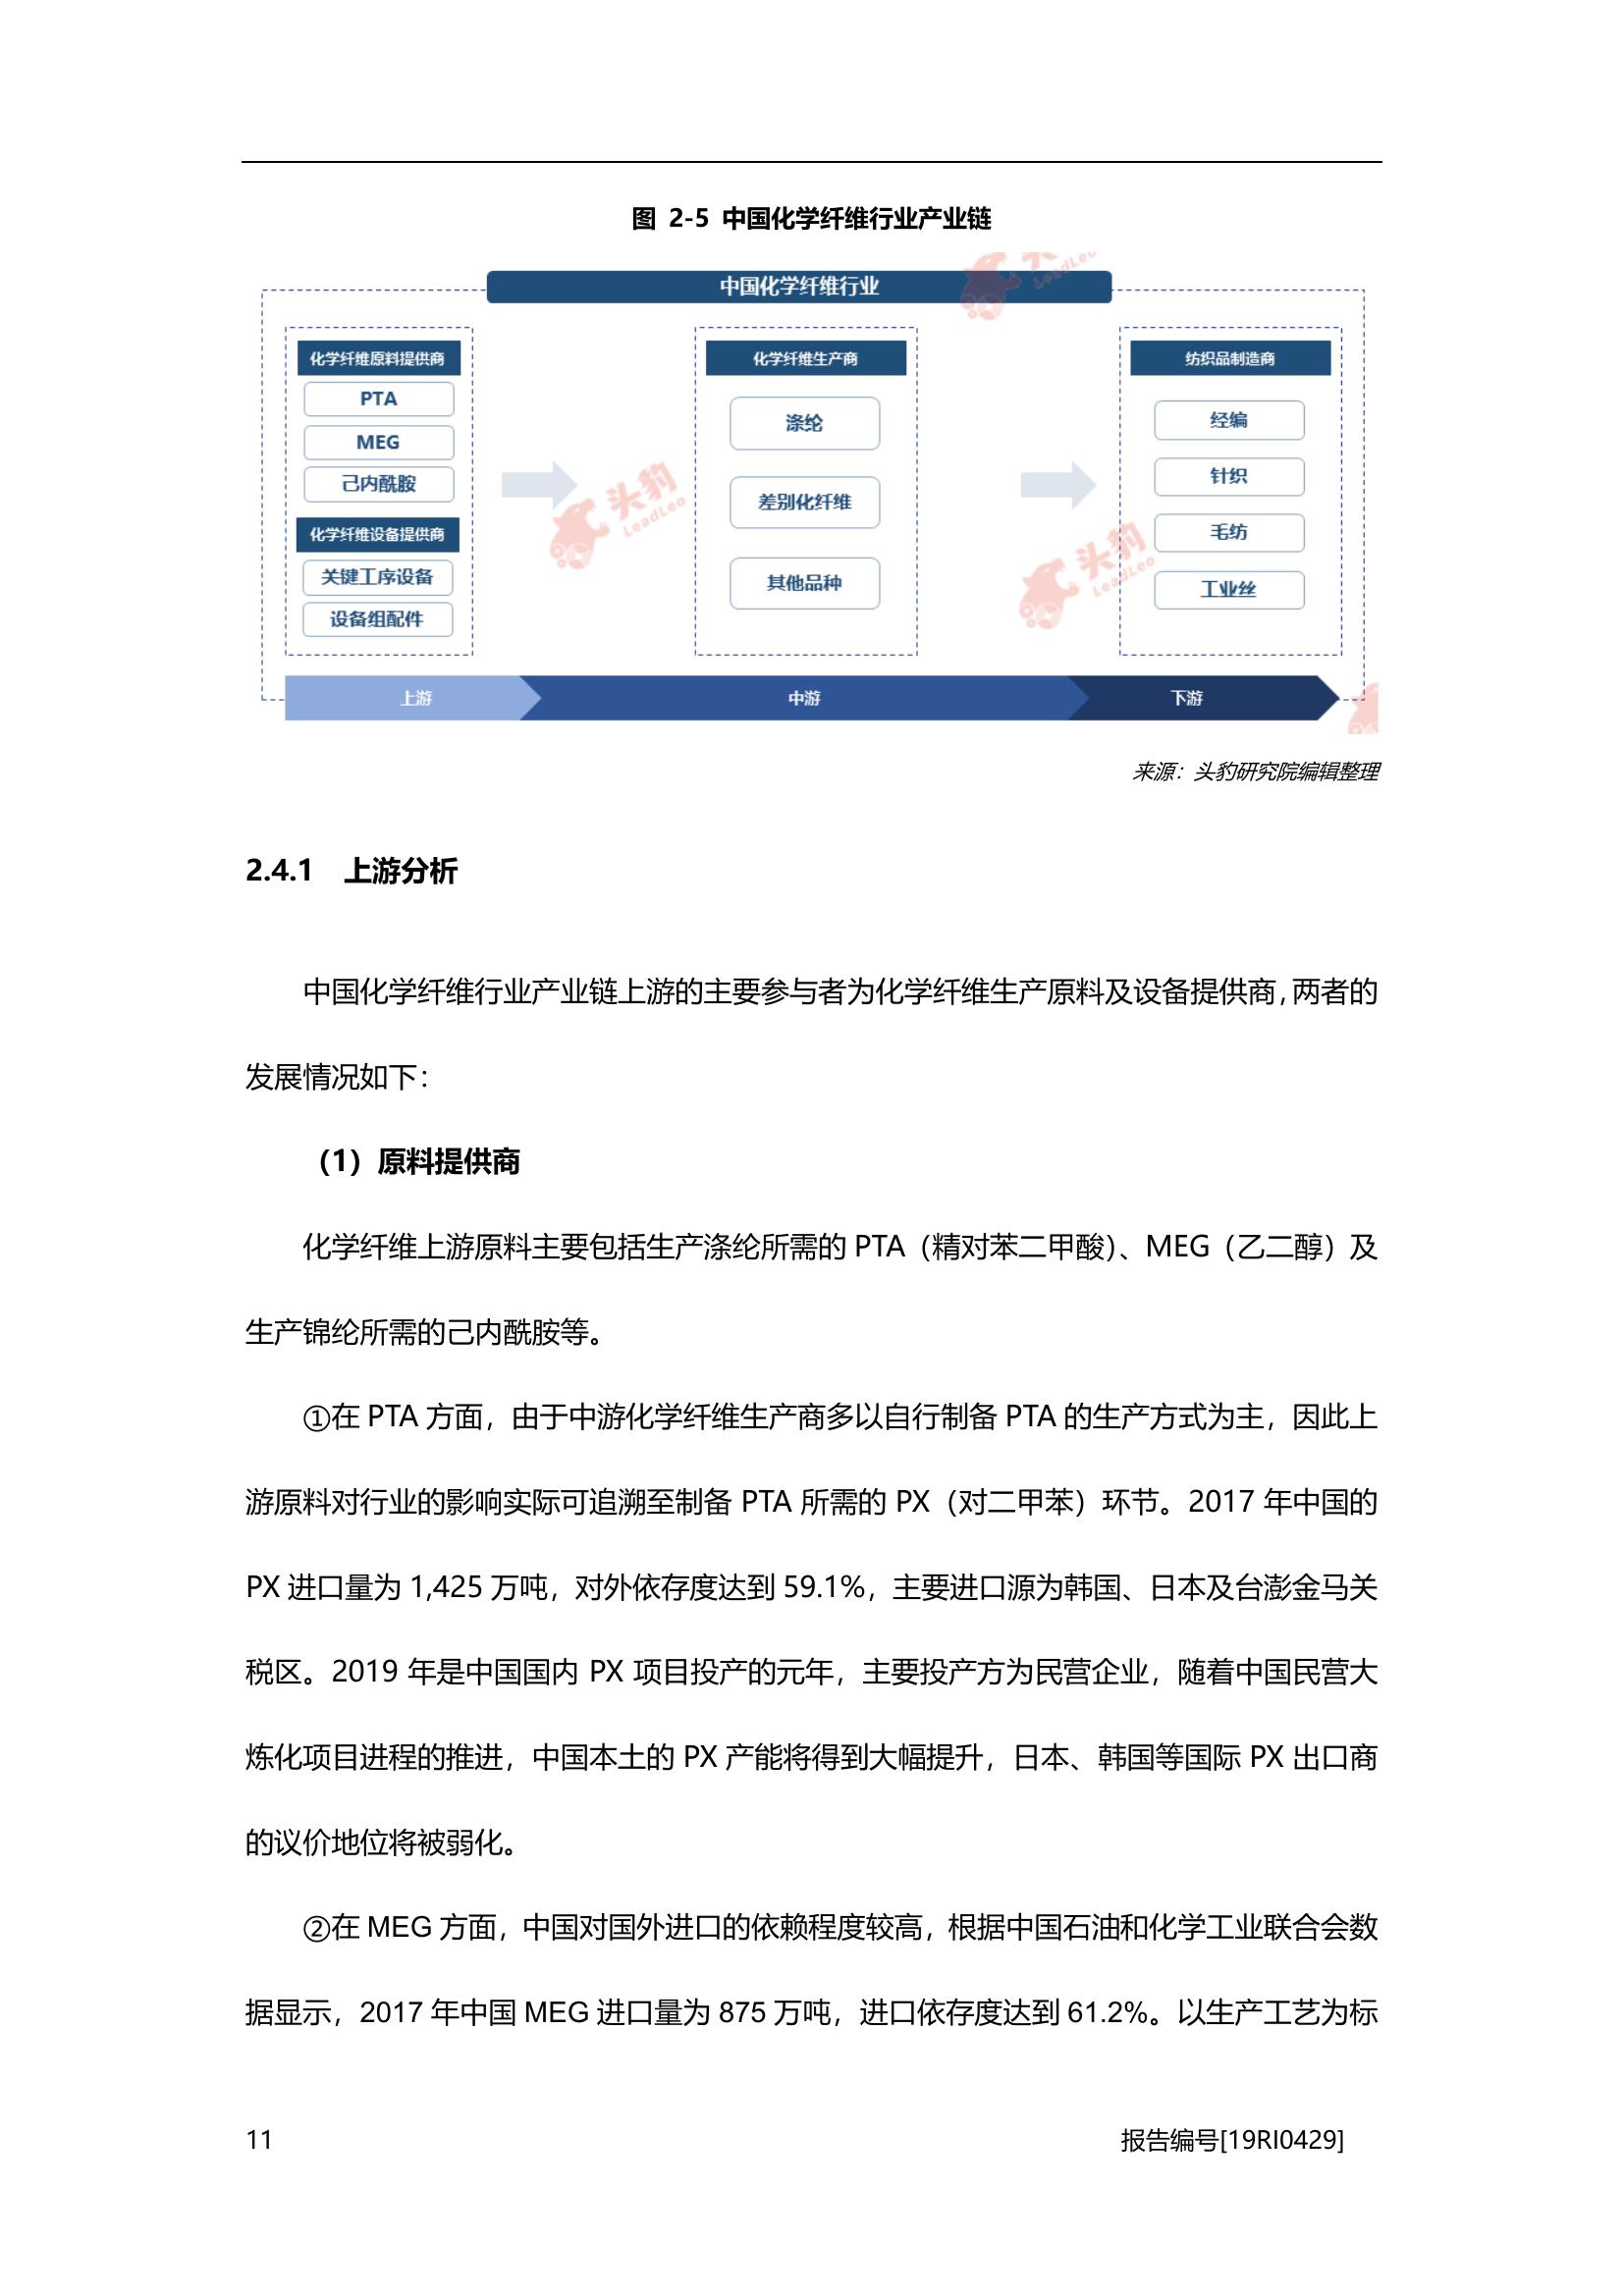 图 2-5 中国化学纤维行业产业链
中国化学纤维行业
化学纤维原料提供商
PTA
MEG
己内酰胺
化学纤维设备提供商
关键工序设备
设备组配件
化学纤维生产商
涤纶
差别化纤维
其他品种
纺织品制造商
经编
针织
毛纺
工业丝
上游
中游
下游
头豹
LeadLeo
头豹
LeadLeo
头豹
LeadLeo
来源：头豹研究院编辑整理
2.4.1 上游分析
中国化学纤维行业产业链上游的主要参与者为化学纤维生产原料及设备提供商，两者的
发展情况如下：
（1）原料提供商
化学纤维上游原料主要包括生产涤纶所需的 PTA（精对苯二甲酸）、MEG（乙二醇）及
生产锦纶所需的己内酰胺等。
①在 PTA 方面，由于中游化学纤维生产商多以自行制备 PTA 的生产方式为主，因此上
游原料对行业的影响实际可追溯至制备 PTA 所需的 PX（对二甲苯）环节。2017 年中国的
PX 进口量为 1,425 万吨，对外依存度达到 59.1%，主要进口源为韩国、日本及台澎金马关
税区。2019 年是中国国内 PX 项目投产的元年，主要投产方为民营企业，随着中国民营大
炼化项目进程的推进，中国本土的 PX 产能将得到大幅提升，日本、韩国等国际 PX 出口商
的议价地位将被弱化。
②在 MEG 方面，中国对国外进口的依赖程度较高，根据中国石油和化学工业联合会数
据显示，2017 年中国 MEG 进口量为 875 万吨，进口依存度达到 61.2%。以生产工艺为标
11
报告编号[19RI0429]